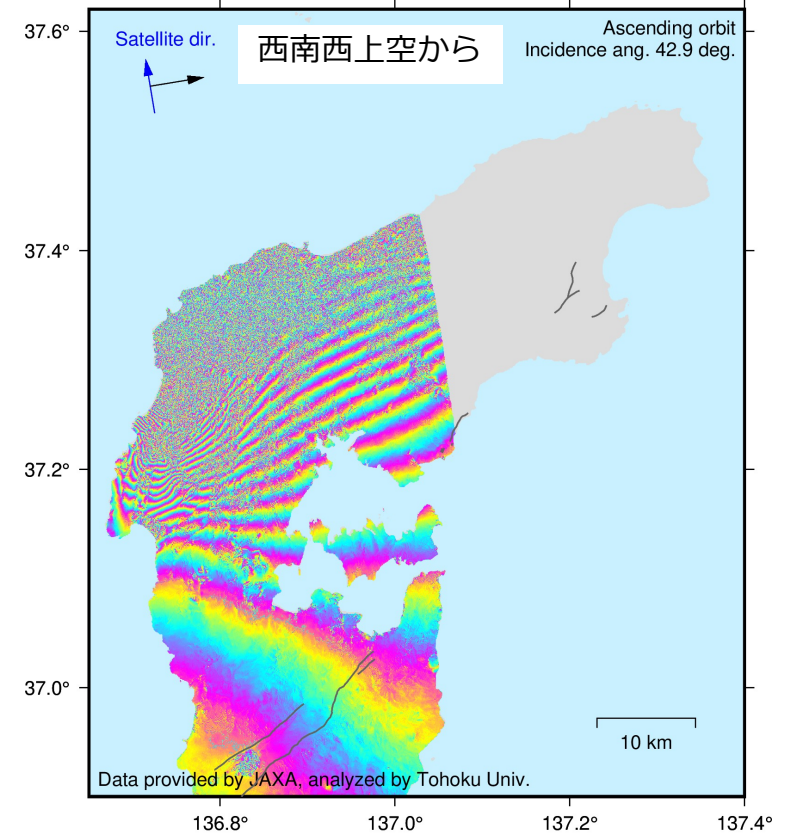 37.6°
Satellite dir.
西南西上空から
Ascending orbit
Incidence ang. 42.9 deg.
37.4°
37.2°
37.0°
10 km
Data provided by JAXA, analyzed by Tohoku Univ.
136.8°
137.0°
137.2°
137.4°